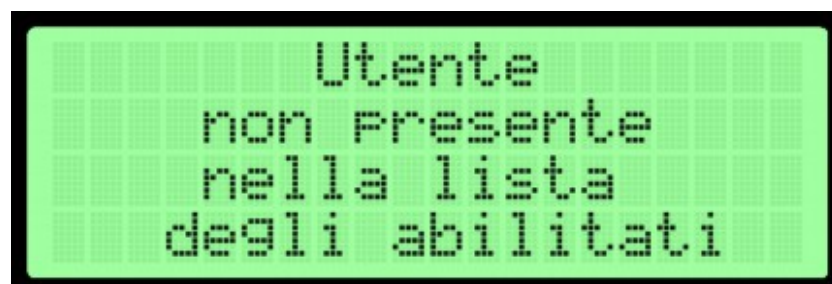 Utente
non presente
nella lista
degli abilitati